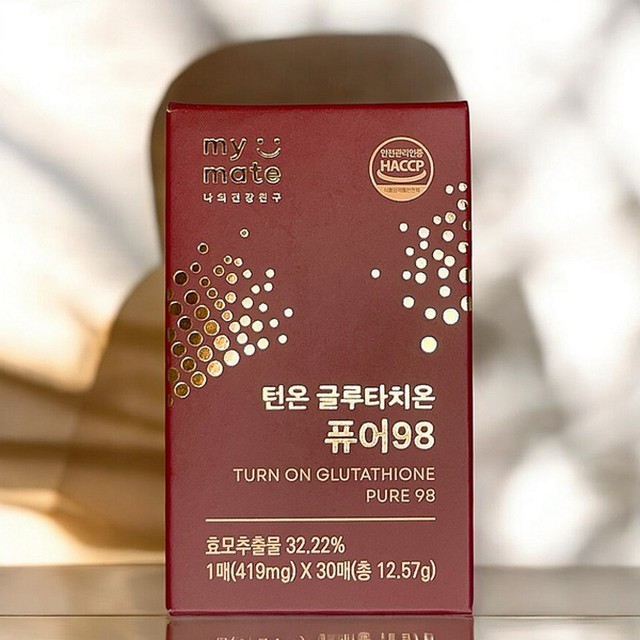 my
mate
나의건강친구
안전관리인증
HACCP
식품의약품안전처
턴온 글루타치온
퓨어98
TURN ON GLUTATHIONE
PURE 98
효모추출물 32.22%
1매(419mg) X 30매(총 12.57g)